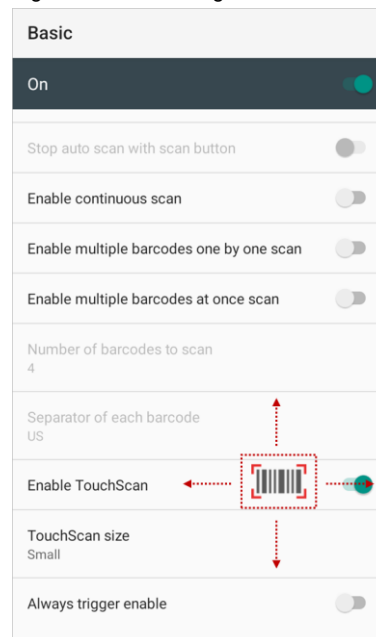 Basic
On
Stop auto scan with scan button
Enable continuous scan
Enable multiple barcodes one by one scan
Enable multiple barcodes at once scan
Number of barcodes to scan
4
Separator of each barcode
US
Enable TouchScan
TouchScan size
Small
Always trigger enable